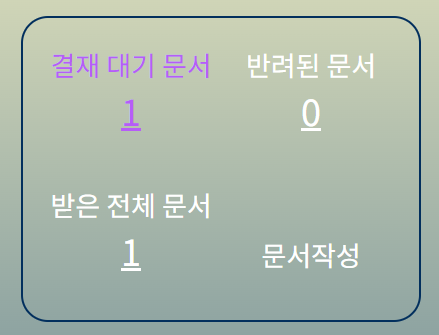 결재 대기 문서
반려된 문서
1
0
받은 전체 문서
1
문서작성